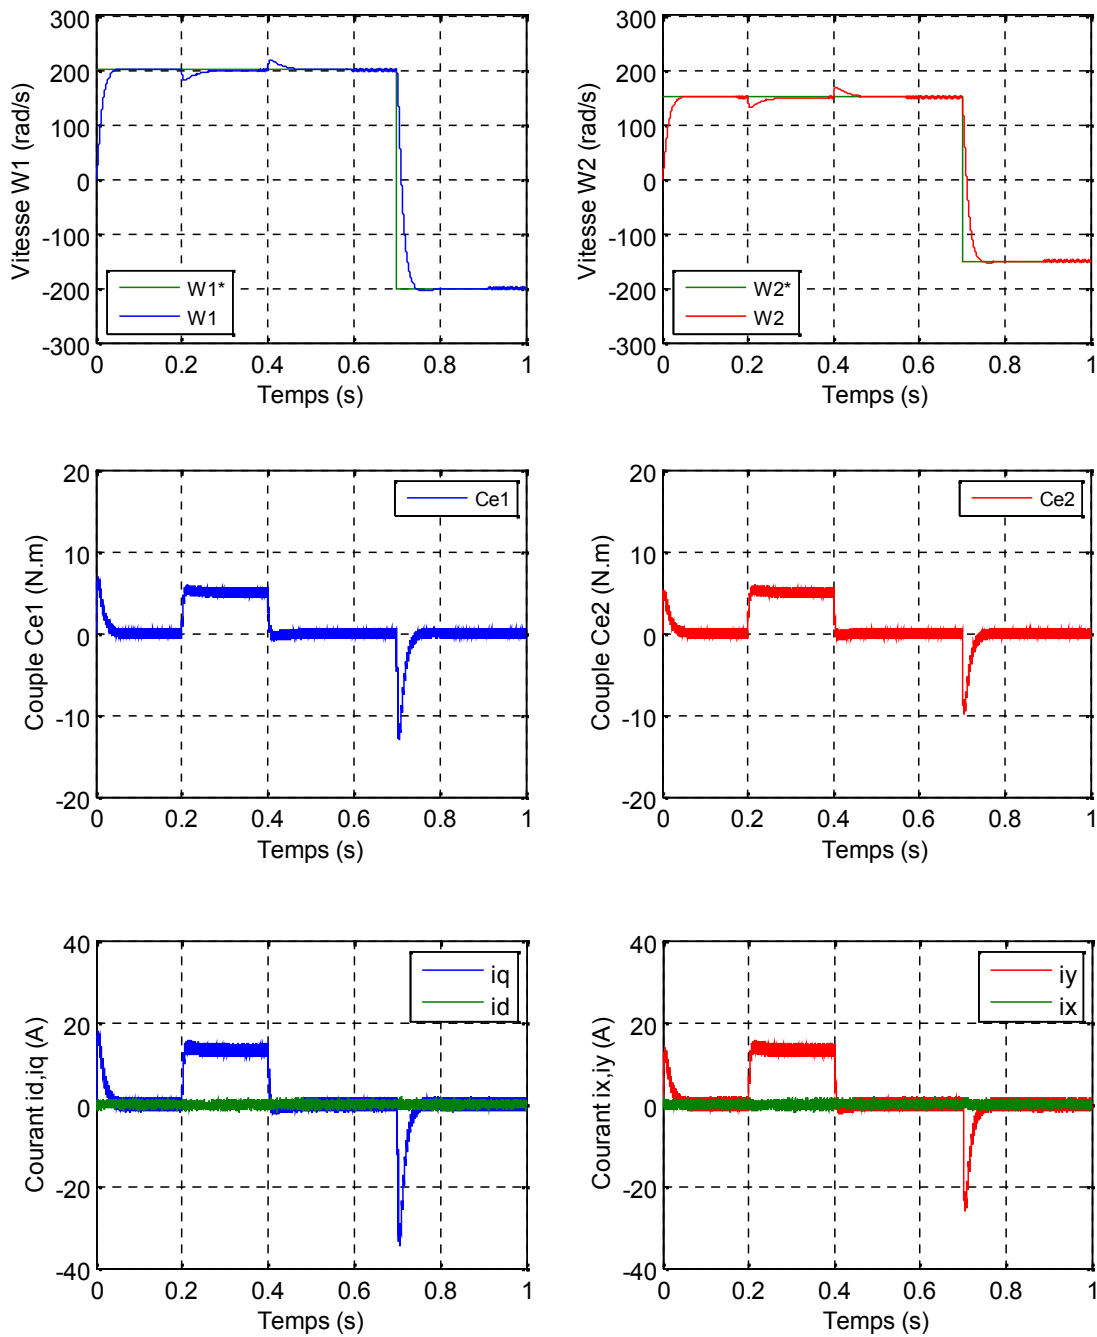 300
200
100
0
-100
-200
-300
Vitesse W1 (rad/s)
W1*
W1
0 0.2 0.4 0.6 0.8 1
Temps (s)
300
200
100
0
-100
-200
-300
Vitesse W2 (rad/s)
W2*
W2
0 0.2 0.4 0.6 0.8 1
Temps (s)
20
10
0
-10
-20
Couple Ce1 (N.m)
Ce1
0 0.2 0.4 0.6 0.8 1
Temps (s)
20
10
0
-10
-20
Couple Ce2 (N.m)
Ce2
0 0.2 0.4 0.6 0.8 1
Temps (s)
40
20
0
-20
-40
Courant id,iq (A)
iq
id
0 0.2 0.4 0.6 0.8 1
Temps (s)
40
20
0
-20
-40
Courant ix,iy (A)
iy
ix
0 0.2 0.4 0.6 0.8 1
Temps (s)